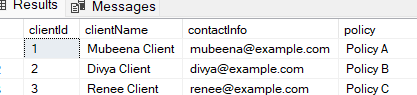 Results Messages
clientId clientName contactInfo policy
1 Mubeena Client mubeena@example.com Policy A
2 Divya Client divya@example.com Policy B
3 Renee Client renee@example.com Policy C